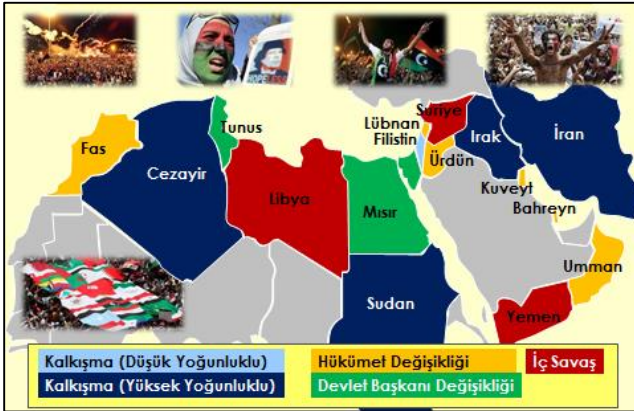 HOPE
Tunus
Lübnan
Suriye
Fas
Filistin
Irak
İran
Cezayir
Ürdün
Libya
Mısır
Kuveyt
Bahreyn
Umman
Sudan
Yemen
Kalkışma (Düşük Yoğunluklu)
Hükümet Değişikliği
İç Savaş
Kalkışma (Yüksek Yoğunluklu)
Devlet Başkanı Değişikliği